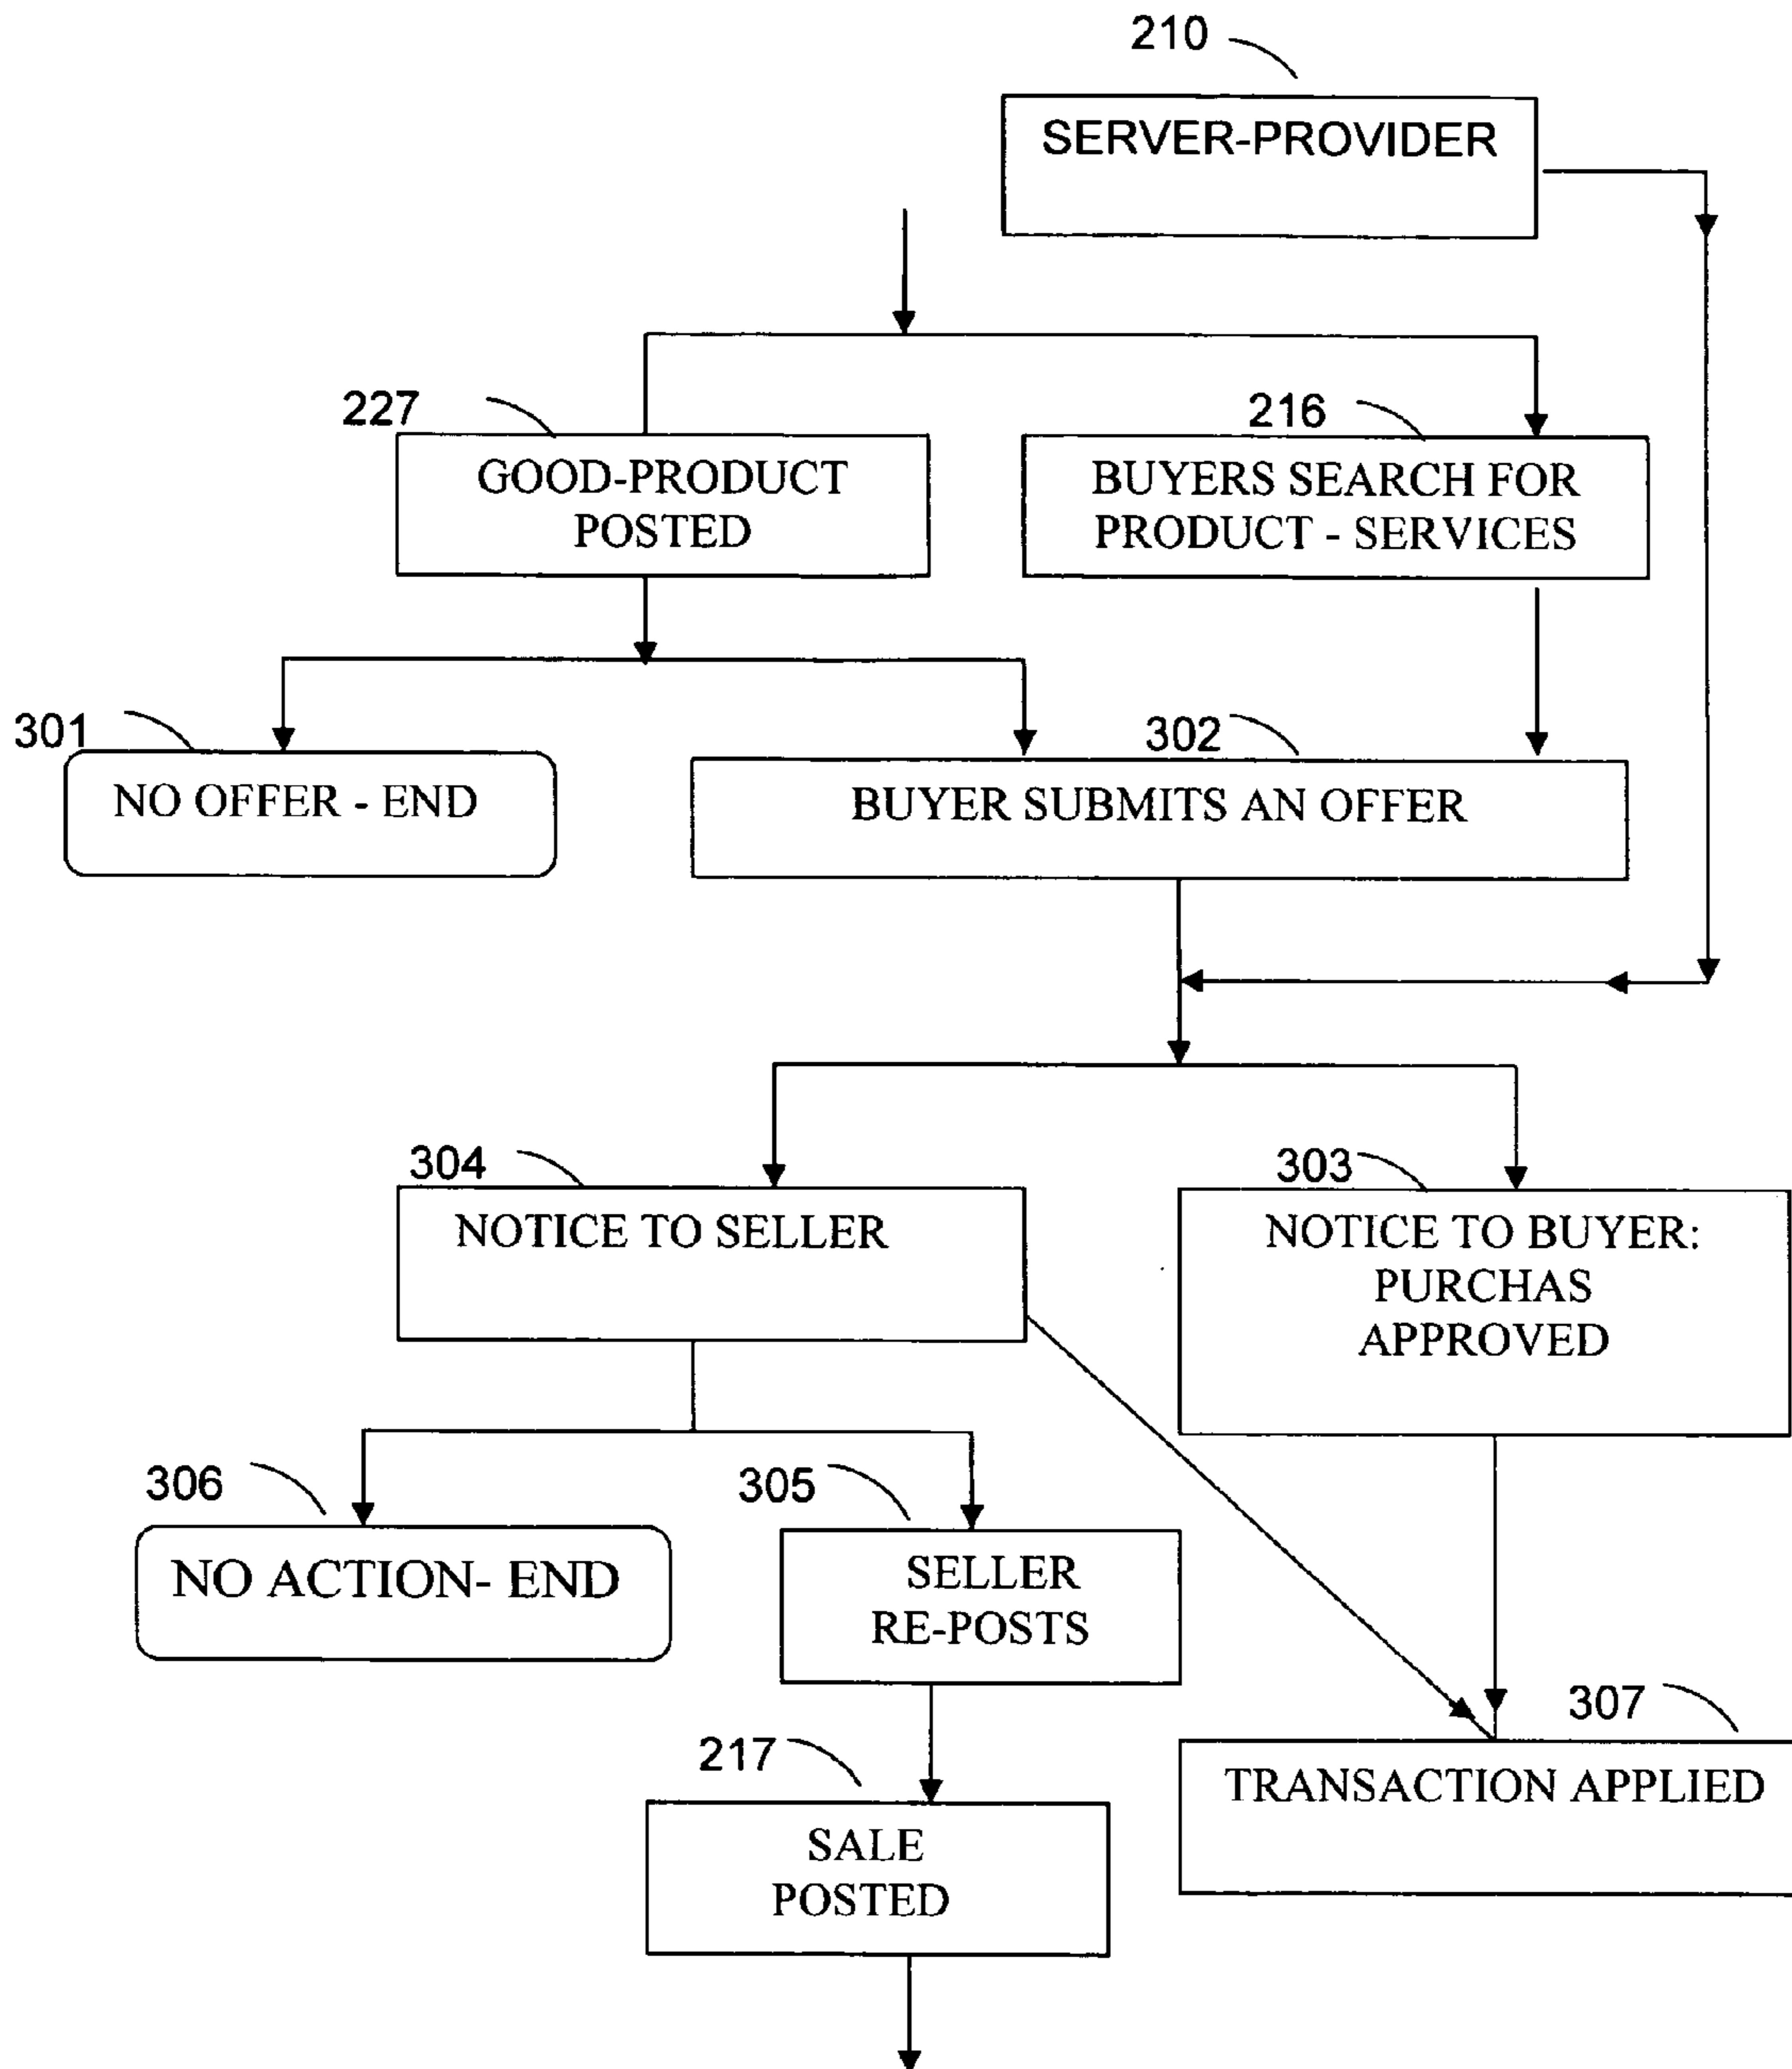 210
SERVER-PROVIDER
227
GOOD-PRODUCT
POSTED
216
BUYERS SEARCH FOR
PRODUCT - SERVICES
301
NO OFFER - END
302
BUYER SUBMITS AN OFFER
304
NOTICE TO SELLER
303
NOTICE TO BUYER:
PURCHAS
APPROVED
306
NO ACTION- END
305
SELLER
RE-POSTS
307
TRANSACTION APPLIED
217
SALE
POSTED